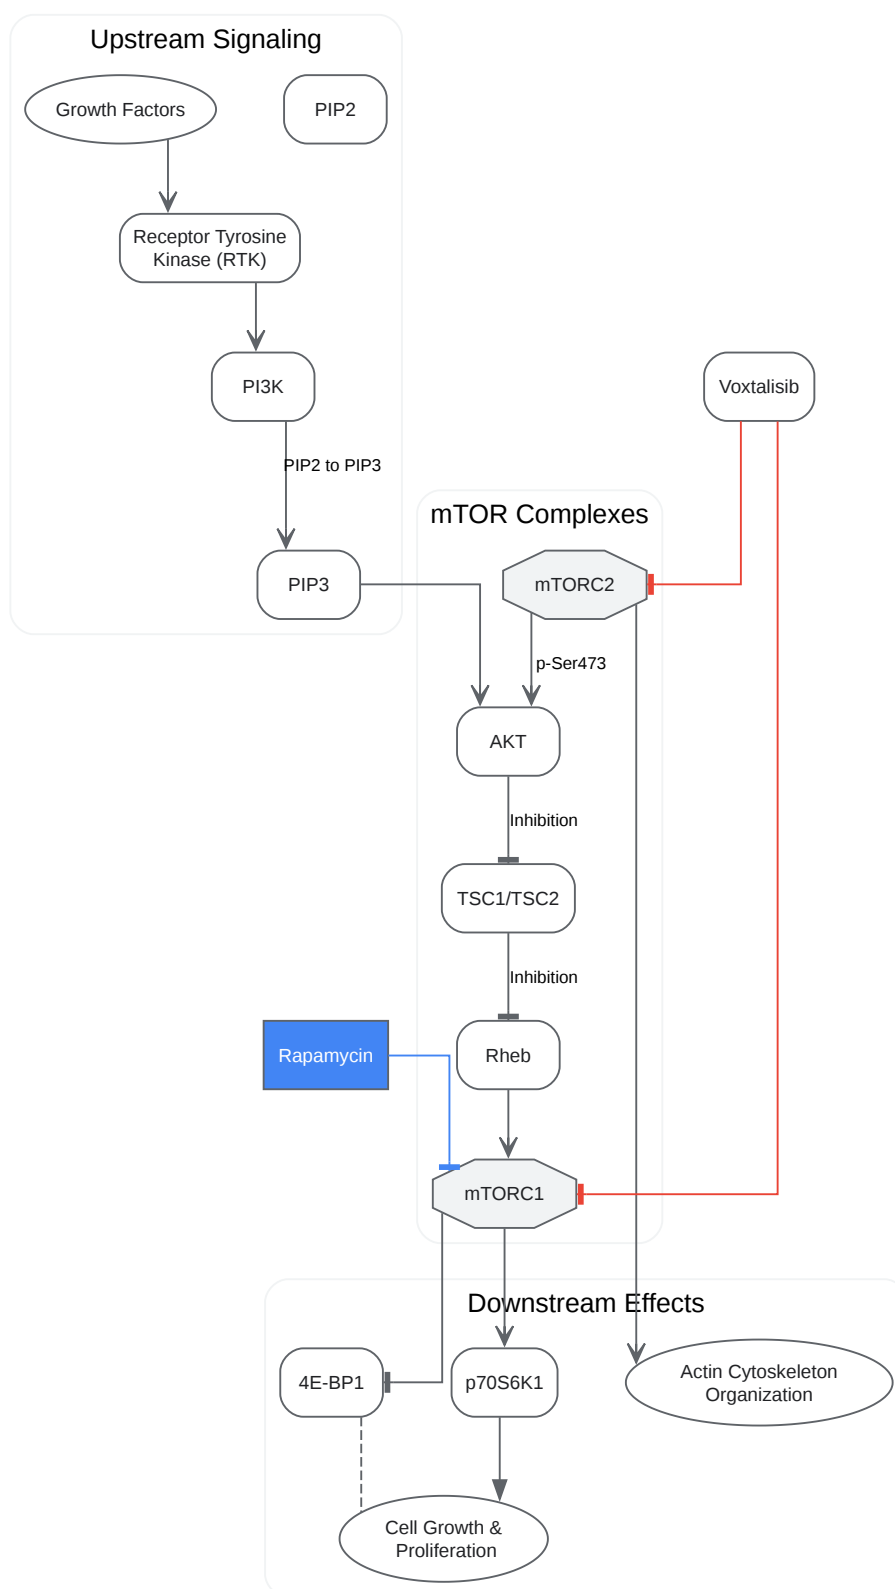 Upstream Signaling
Growth Factors
PIP2
Receptor Tyrosine
Kinase (RTK)
PI3K
Voxtalisib
PIP2 to PIP3
mTOR Complexes
PIP3
mTORC2
p-Ser473
AKT
Inhibition
TSC1/TSC2
Inhibition
Rapamycin
Rheb
mTORC1
Downstream Effects
4E-BP1
p70S6K1
Actin Cytoskeleton
Organization
Cell Growth &
Proliferation